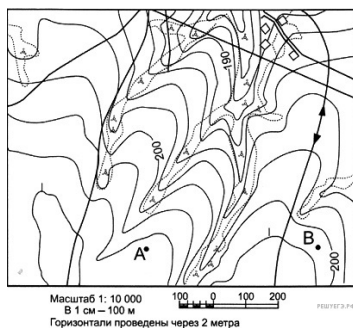 190
200
A
B
200
Масштаб 1: 10 000
В 1 см – 100 м
Горизонтали проведены через 2 метра
100 0 100 200
РЕШУЕГЭ.РФ